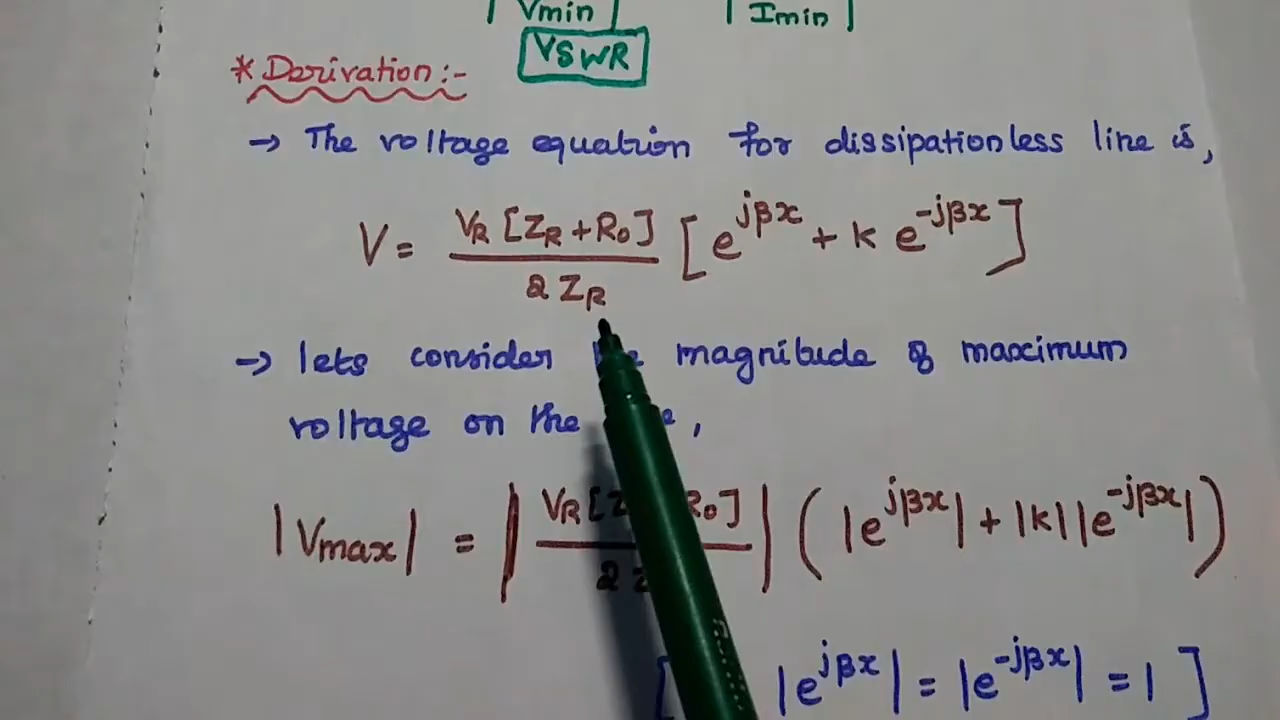 |Vmin| |Imin|
VSWR
* Derivation :-
→ The voltage equation for dissipationless line is,
V = VR [ZR + R0] / 2 ZR [e^jβx + k e^-jβx]
→ lets consider magnitude of maximum
voltage on the ,
|Vmax| = |VR [ R0] / 2 | (|e^jβx| + |k| |e^-jβx|)
[ |e^jβx| = |e^-jβx| = 1 ]